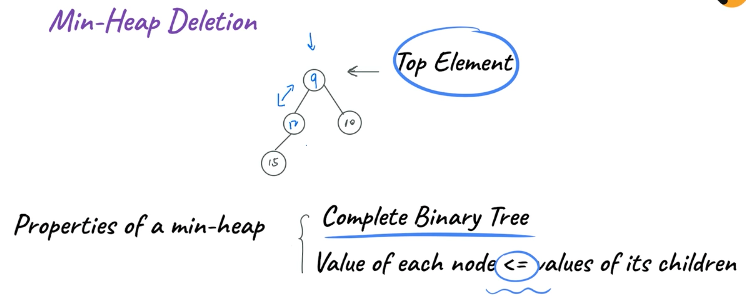 Min-Heap Deletion
Top Element
9
10
15
Properties of a min-heap
Complete Binary Tree
Value of each node <= values of its children